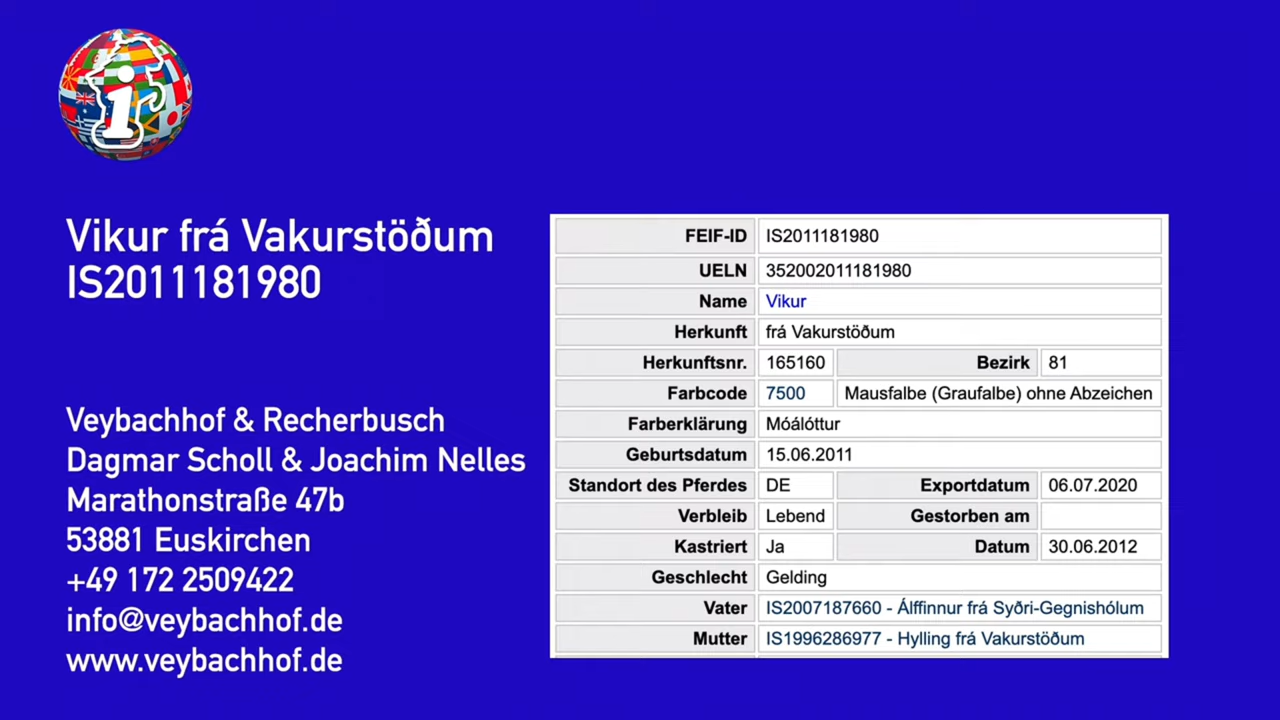 i
Vikur frá Vakurstöðum
IS2011181980
Veybachhof & Recherbusch
Dagmar Scholl & Joachim Nelles
Marathonstraße 47b
53881 Euskirchen
+49 172 2509422
info@veybachhof.de
www.veybachhof.de
FEIF-ID IS2011181980
UELN 352002011181980
Name Vikur
Herkunft frá Vakurstöðum
Herkunftsnr. 165160 Bezirk 81
Farbcode 7500 Mausfalbe (Graufalbe) ohne Abzeichen
Farberklärung Móálóttur
Geburtsdatum 15.06.2011
Standort des Pferdes DE Exportdatum 06.07.2020
Verbleib Lebend Gestorben am
Kastriert Ja Datum 30.06.2012
Geschlecht Gelding
Vater IS2007187660 - Álffinnur frá Syðri-Gegnishólum
Mutter IS1996286977 - Hylling frá Vakurstöðum